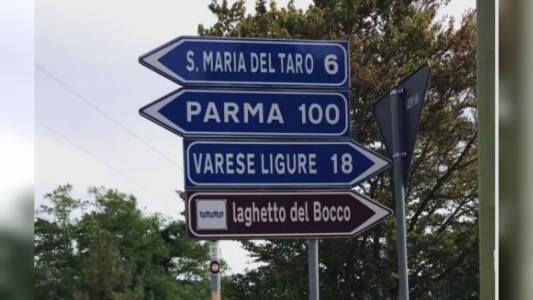 S. MARIA DEL TARO 6
PARMA 100
VARESE LIGURE 18
laghetto del Bocco